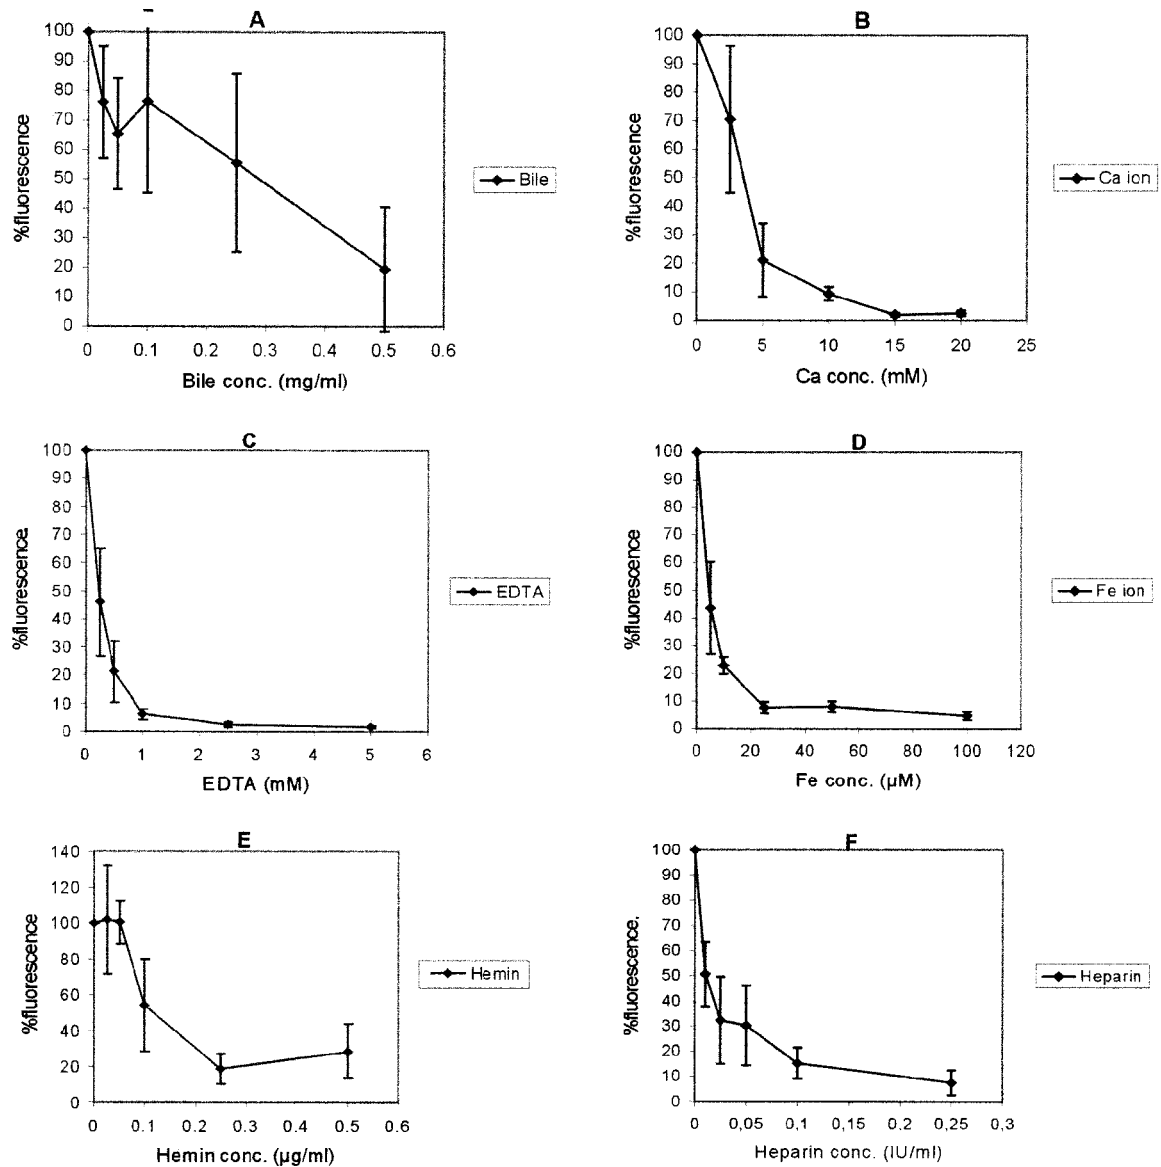 A
100
90
80
70
60
50
40
30
20
10
0
%fluorescence
0 0.1 0.2 0.3 0.4 0.5 0.6
Bile conc. (mg/ml)
Bile
B
100
90
80
70
60
50
40
30
20
10
0
%fluorescence
0 5 10 15 20 25
Ca conc. (mM)
Ca ion
C
100
90
80
70
60
50
40
30
20
10
0
%fluorescence
0 1 2 3 4 5 6
EDTA (mM)
EDTA
D
100
90
80
70
60
50
40
30
20
10
0
%fluorescence
0 20 40 60 80 100 120
Fe conc. (µM)
Fe ion
E
140
120
100
80
60
40
20
0
%fluorescence
0 0.1 0.2 0.3 0.4 0.5 0.6
Hemin conc. (µg/ml)
Hemin
F
100
90
80
70
60
50
40
30
20
10
0
%fluorescence.
0 0,05 0,1 0,15 0,2 0,25 0,3
Heparin conc. (IU/ml)
Heparin